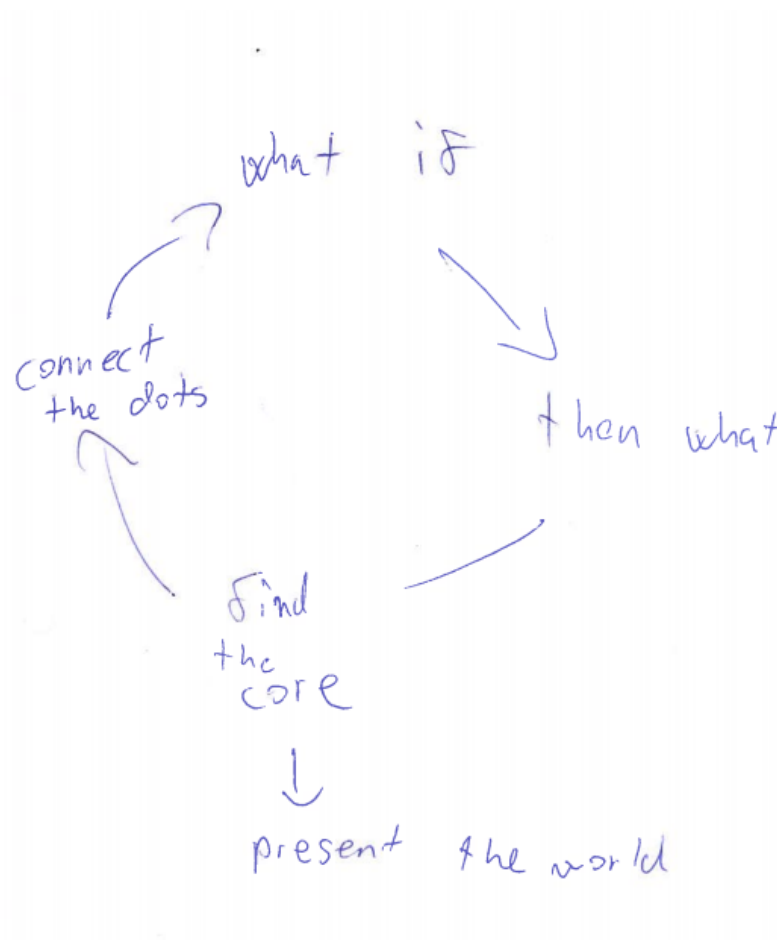 what if
connect
the dots
then what
find
the
core
present the world